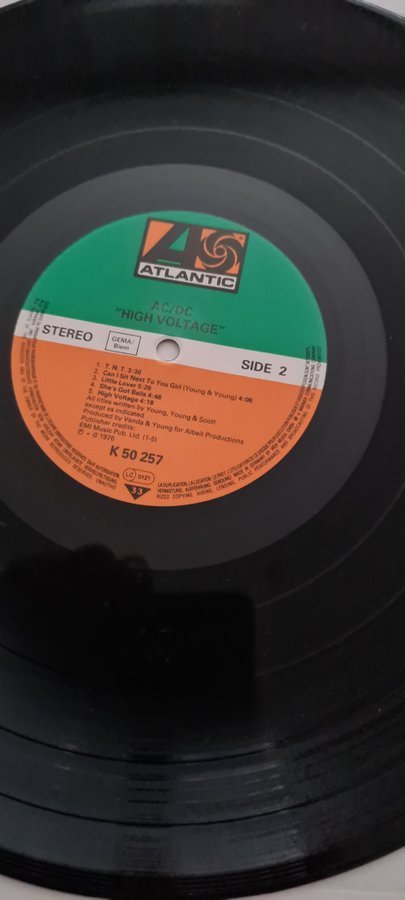 ATLANTIC
AC/DC
"HIGH VOLTAGE"
STEREO
GEMA/
Biem
SIDE 2
1. T. N. T. 3:30
2. Can I Sit Next To You Girl (Young & Young) 4:06
3. Little Lover 5:28
4. She's Got Balls 4:46
5. High Voltage 4:18
All titles written by Young, Young & Scott
except as indicated
Produced by Vanda & Young for Albert Productions
Publisher credits:
EMI Music Pub. Ltd. (1-5)
℗ + © 1976
K 50 257
LC 0121
33